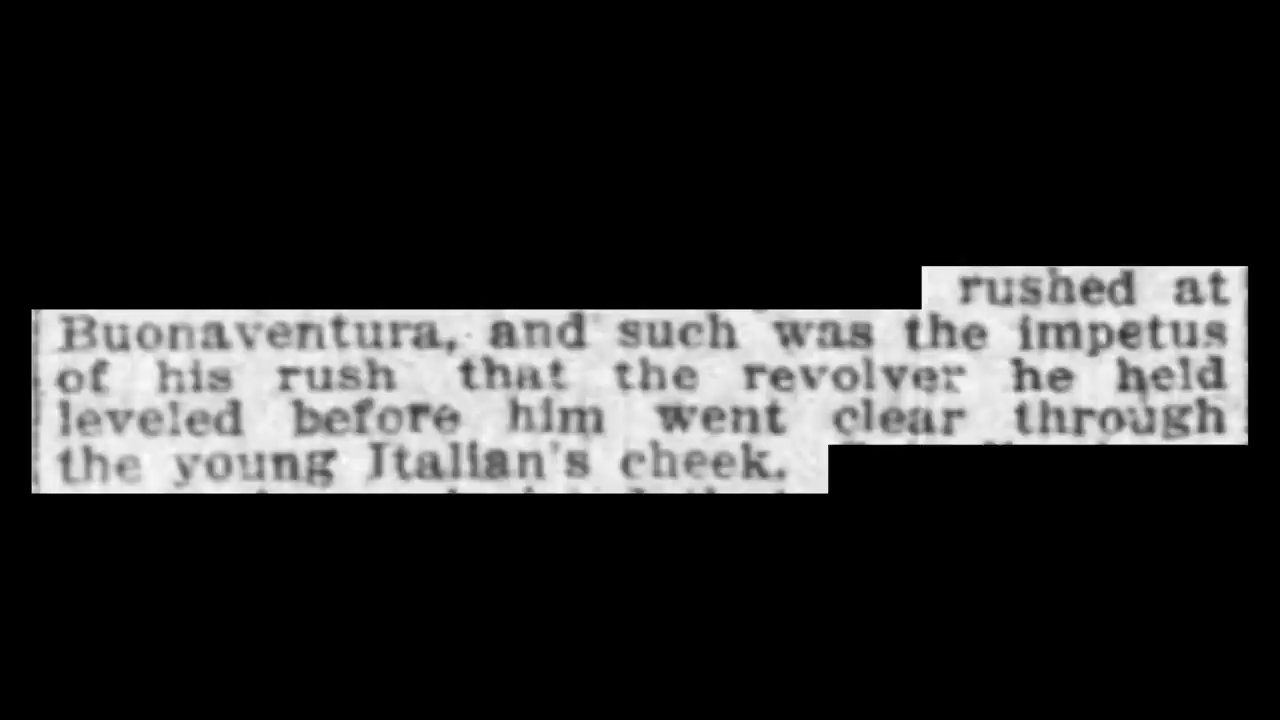 rushed at
Buonaventura, and such was the impetus
of his rush that the revolver he held
leveled before him went clear through
the young Italian's cheek.